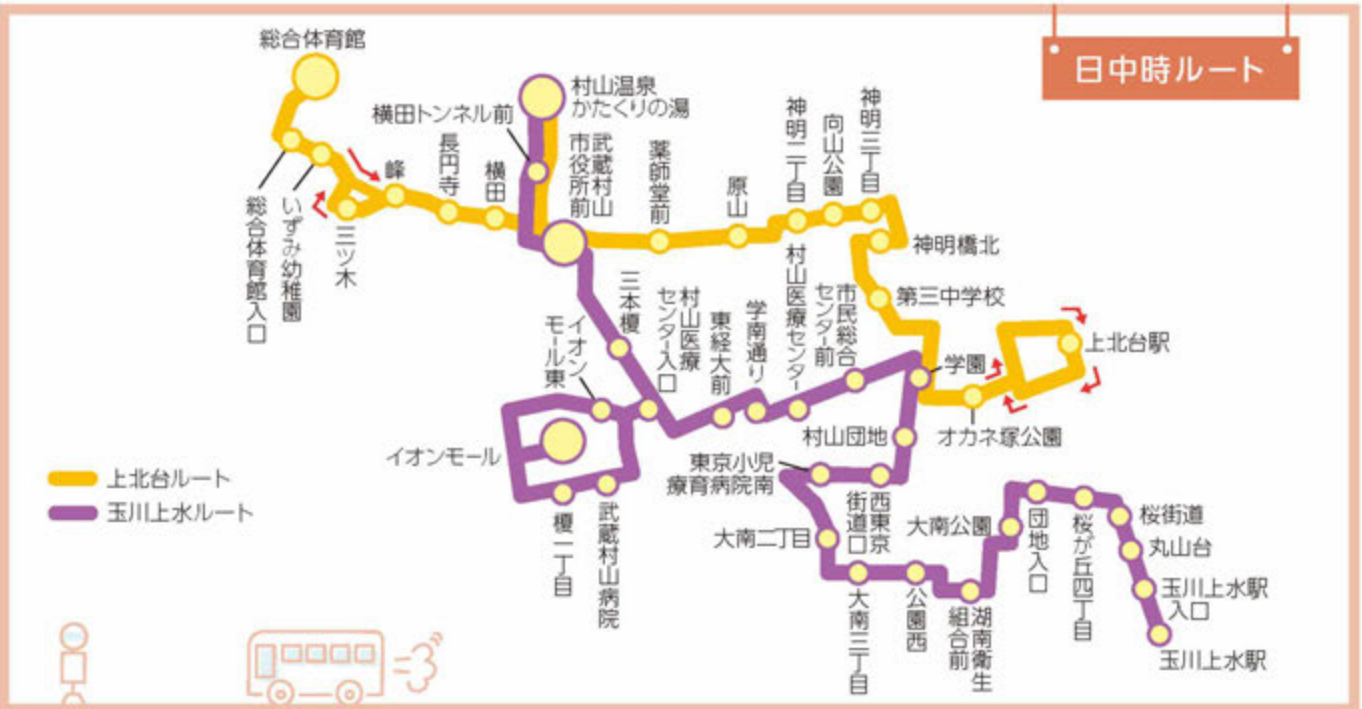 日中時ルート
総合体育館
村山温泉
かたくりの湯
横田トンネル前
武蔵村山
市役所前
峰
長円寺
横田
薬師堂前
原山
神明二丁目
向山公園
神明三丁目
総合体育館入口
いずみ幼稚園
三ツ木
神明橋北
第三中学校
上北台駅
学園
オカネ塚公園
三本榎
イオン
モール東
村山医療
センター入口
東経大前
学南通り
村山医療センター
市民総合
センター前
イオンモール
榎一丁目
武蔵村山病院
村山団地
東京小児
療育病院南
西東京
街道口
大南二丁目
大南三丁目
公園西
湖南衛生
組合前
大南公園
団地入口
桜が丘四丁目
桜街道
丸山台
玉川上水駅
入口
玉川上水駅
上北台ルート
玉川上水ルート